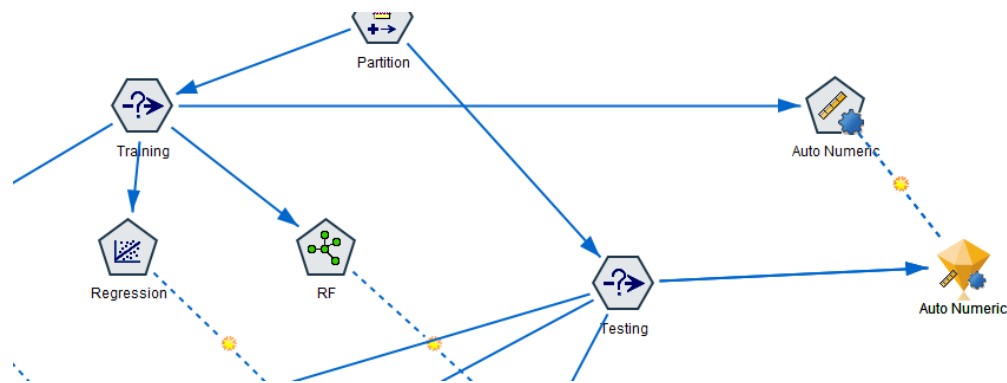 Partition
Training
Auto Numeric
Regression
RF
Testing
Auto Numeric